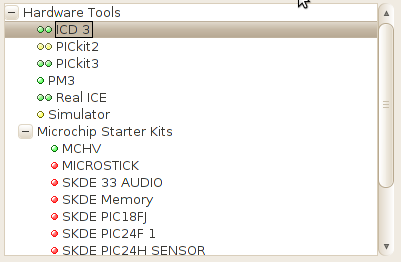 Hardware Tools
ICD 3
PICkit2
PICkit3
PM3
Real ICE
Simulator
Microchip Starter Kits
MCHV
MICROSTICK
SKDE 33 AUDIO
SKDE Memory
SKDE PIC18FJ
SKDE PIC24F 1
SKDE PIC24H SENSOR